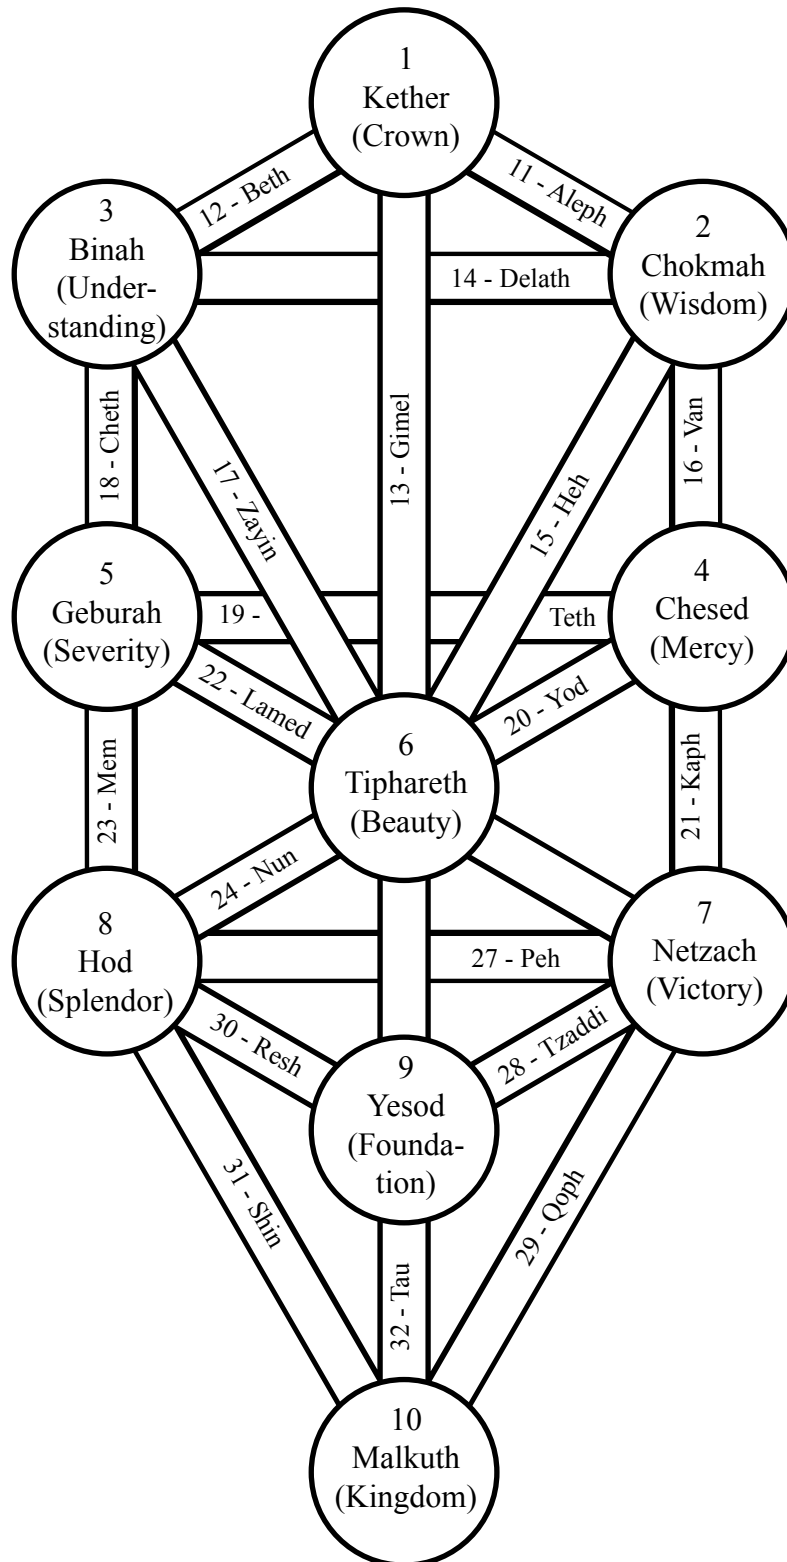 1
Kether
(Crown)
12 - Beth
11 - Aleph
3
Binah
(Under-
standing)
2
Chokmah
(Wisdom)
14 - Delath
18 - Cheth
17 - Zayin
13 - Gimel
15 - Heh
16 - Van
5
Geburah
(Severity)
19 - Teth
4
Chesed
(Mercy)
22 - Lamed
20 - Yod
6
Tiphareth
(Beauty)
23 - Mem
21 - Kaph
24 - Nun
8
Hod
(Splendor)
27 - Peh
7
Netzach
(Victory)
30 - Resh
28 - Tzaddi
9
Yesod
(Founda-
tion)
31 - Shin
29 - Qoph
32 - Tau
10
Malkuth
(Kingdom)